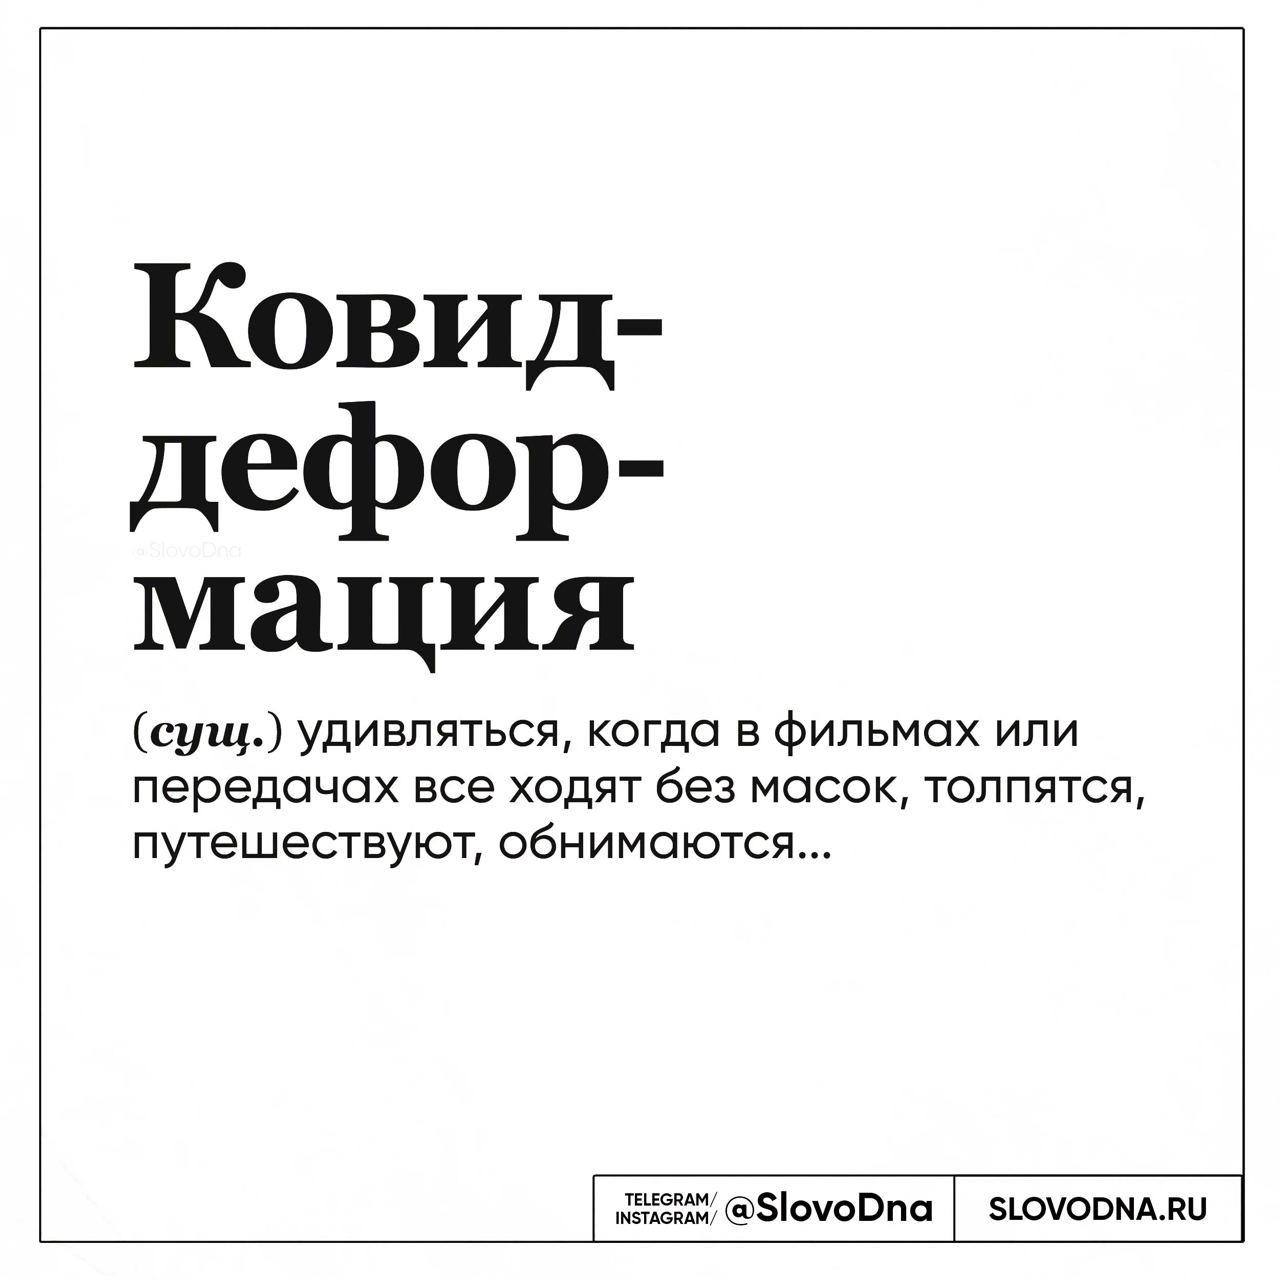 Ковид-
дефор-
@SlovoDna
мация
(сущ.) удивляться, когда в фильмах или
передачах все ходят без масок, толпятся,
путешествуют, обнимаются...
TELEGRAM/
INSTAGRAM/
@SlovoDna
SLOVODNA.RU